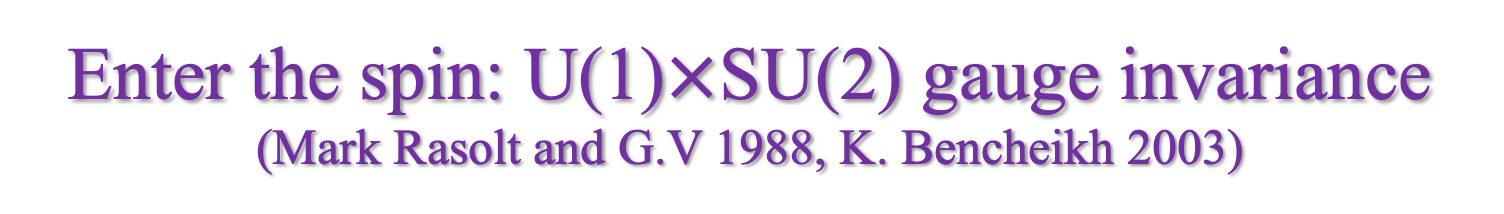 Enter the spin: U(1)×SU(2) gauge invariance
(Mark Rasolt and G.V 1988, K. Bencheikh 2003)